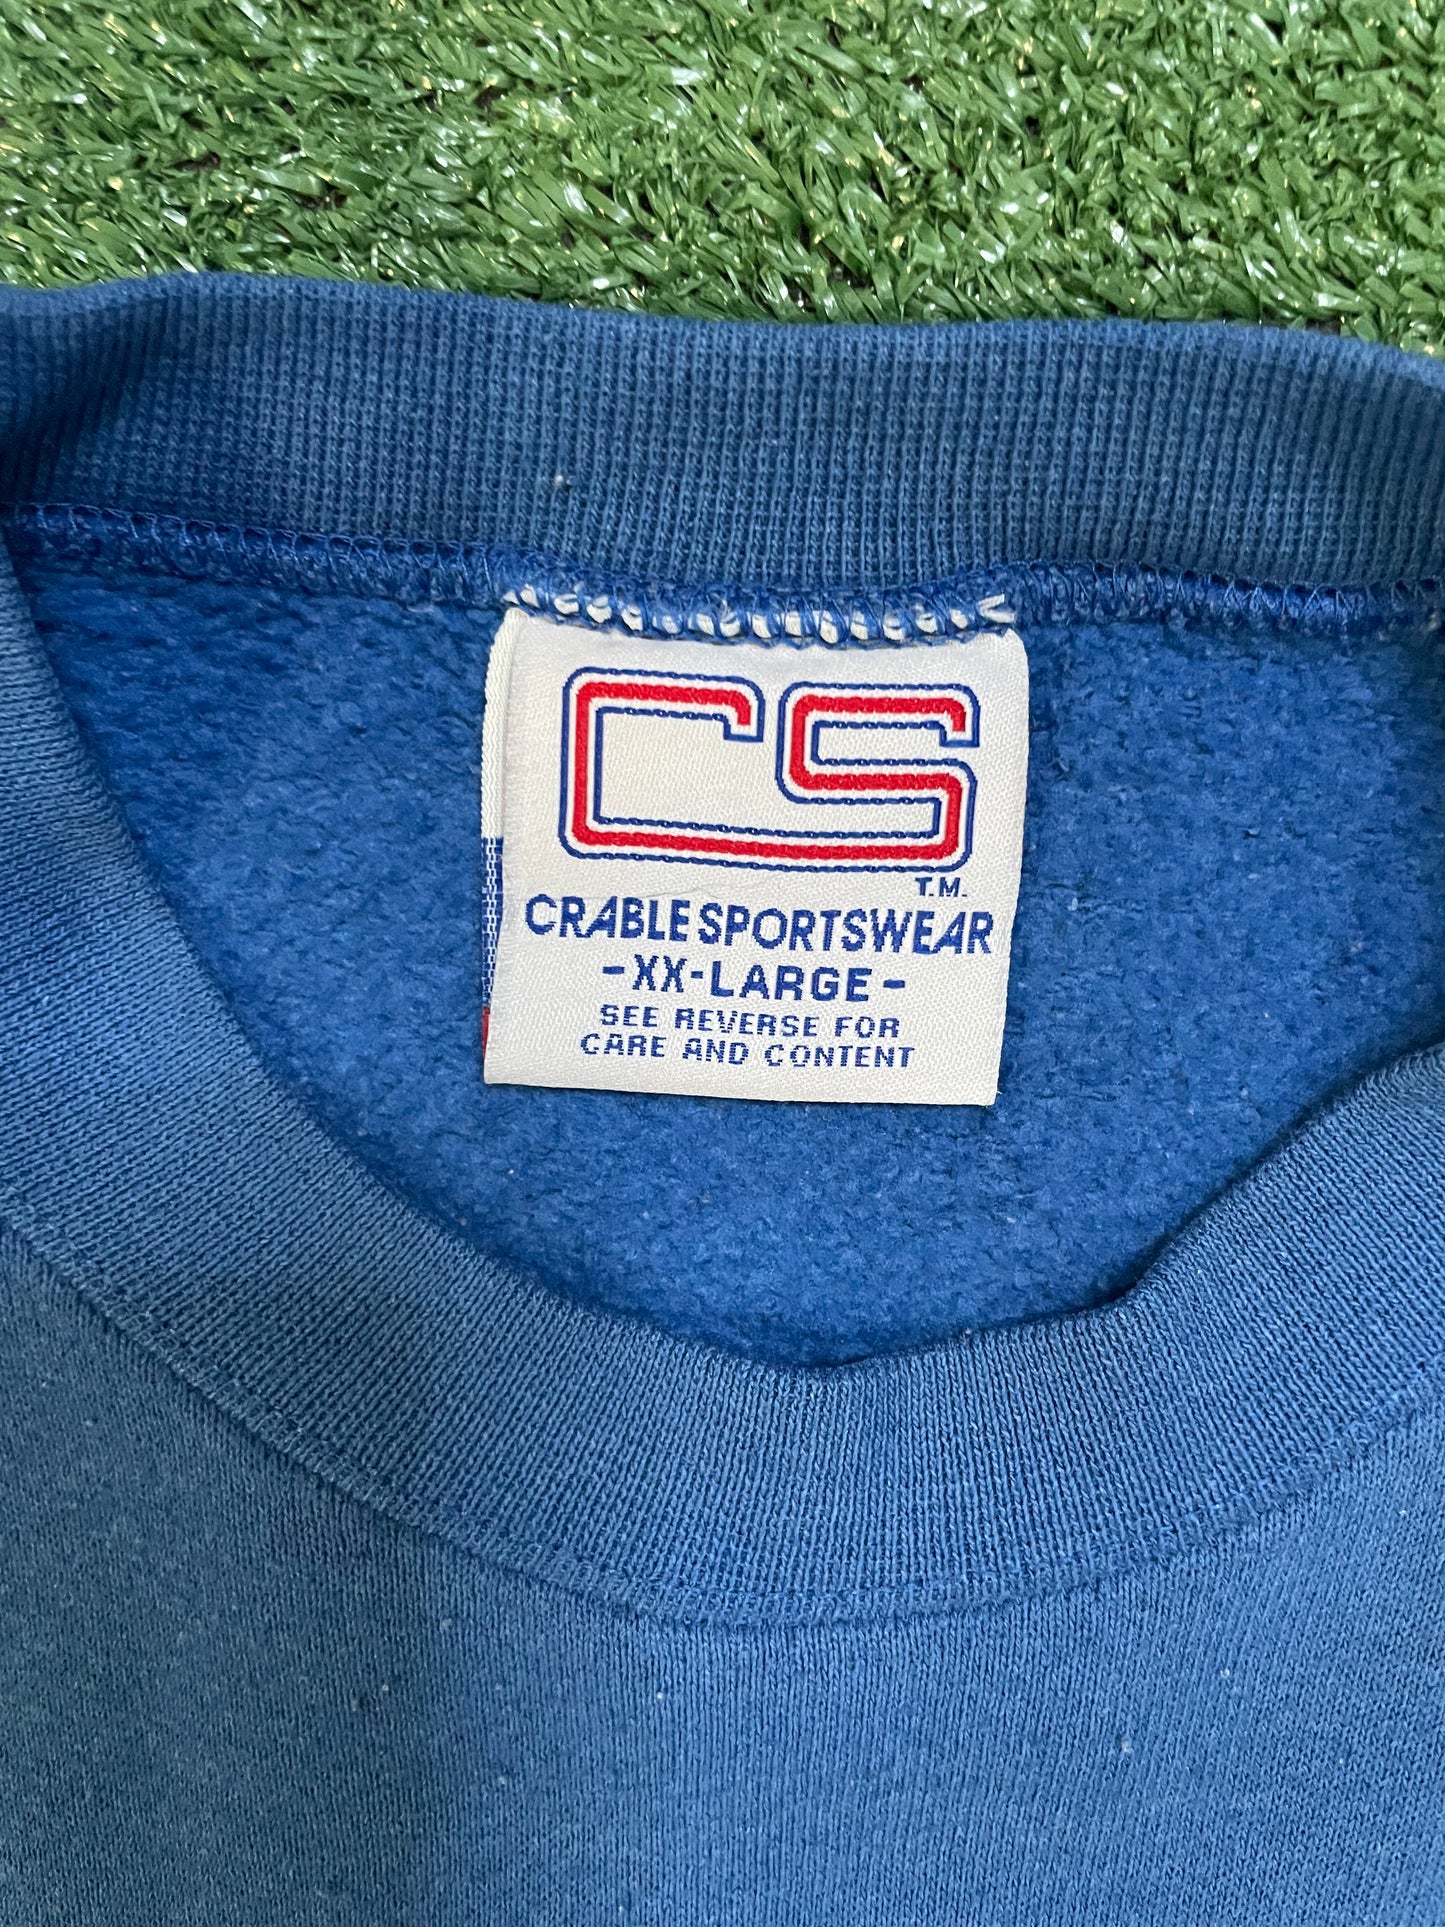 CS
T.M.
CRABLE SPORTSWEAR
-XX-LARGE-
SEE REVERSE FOR
CARE AND CONTENT